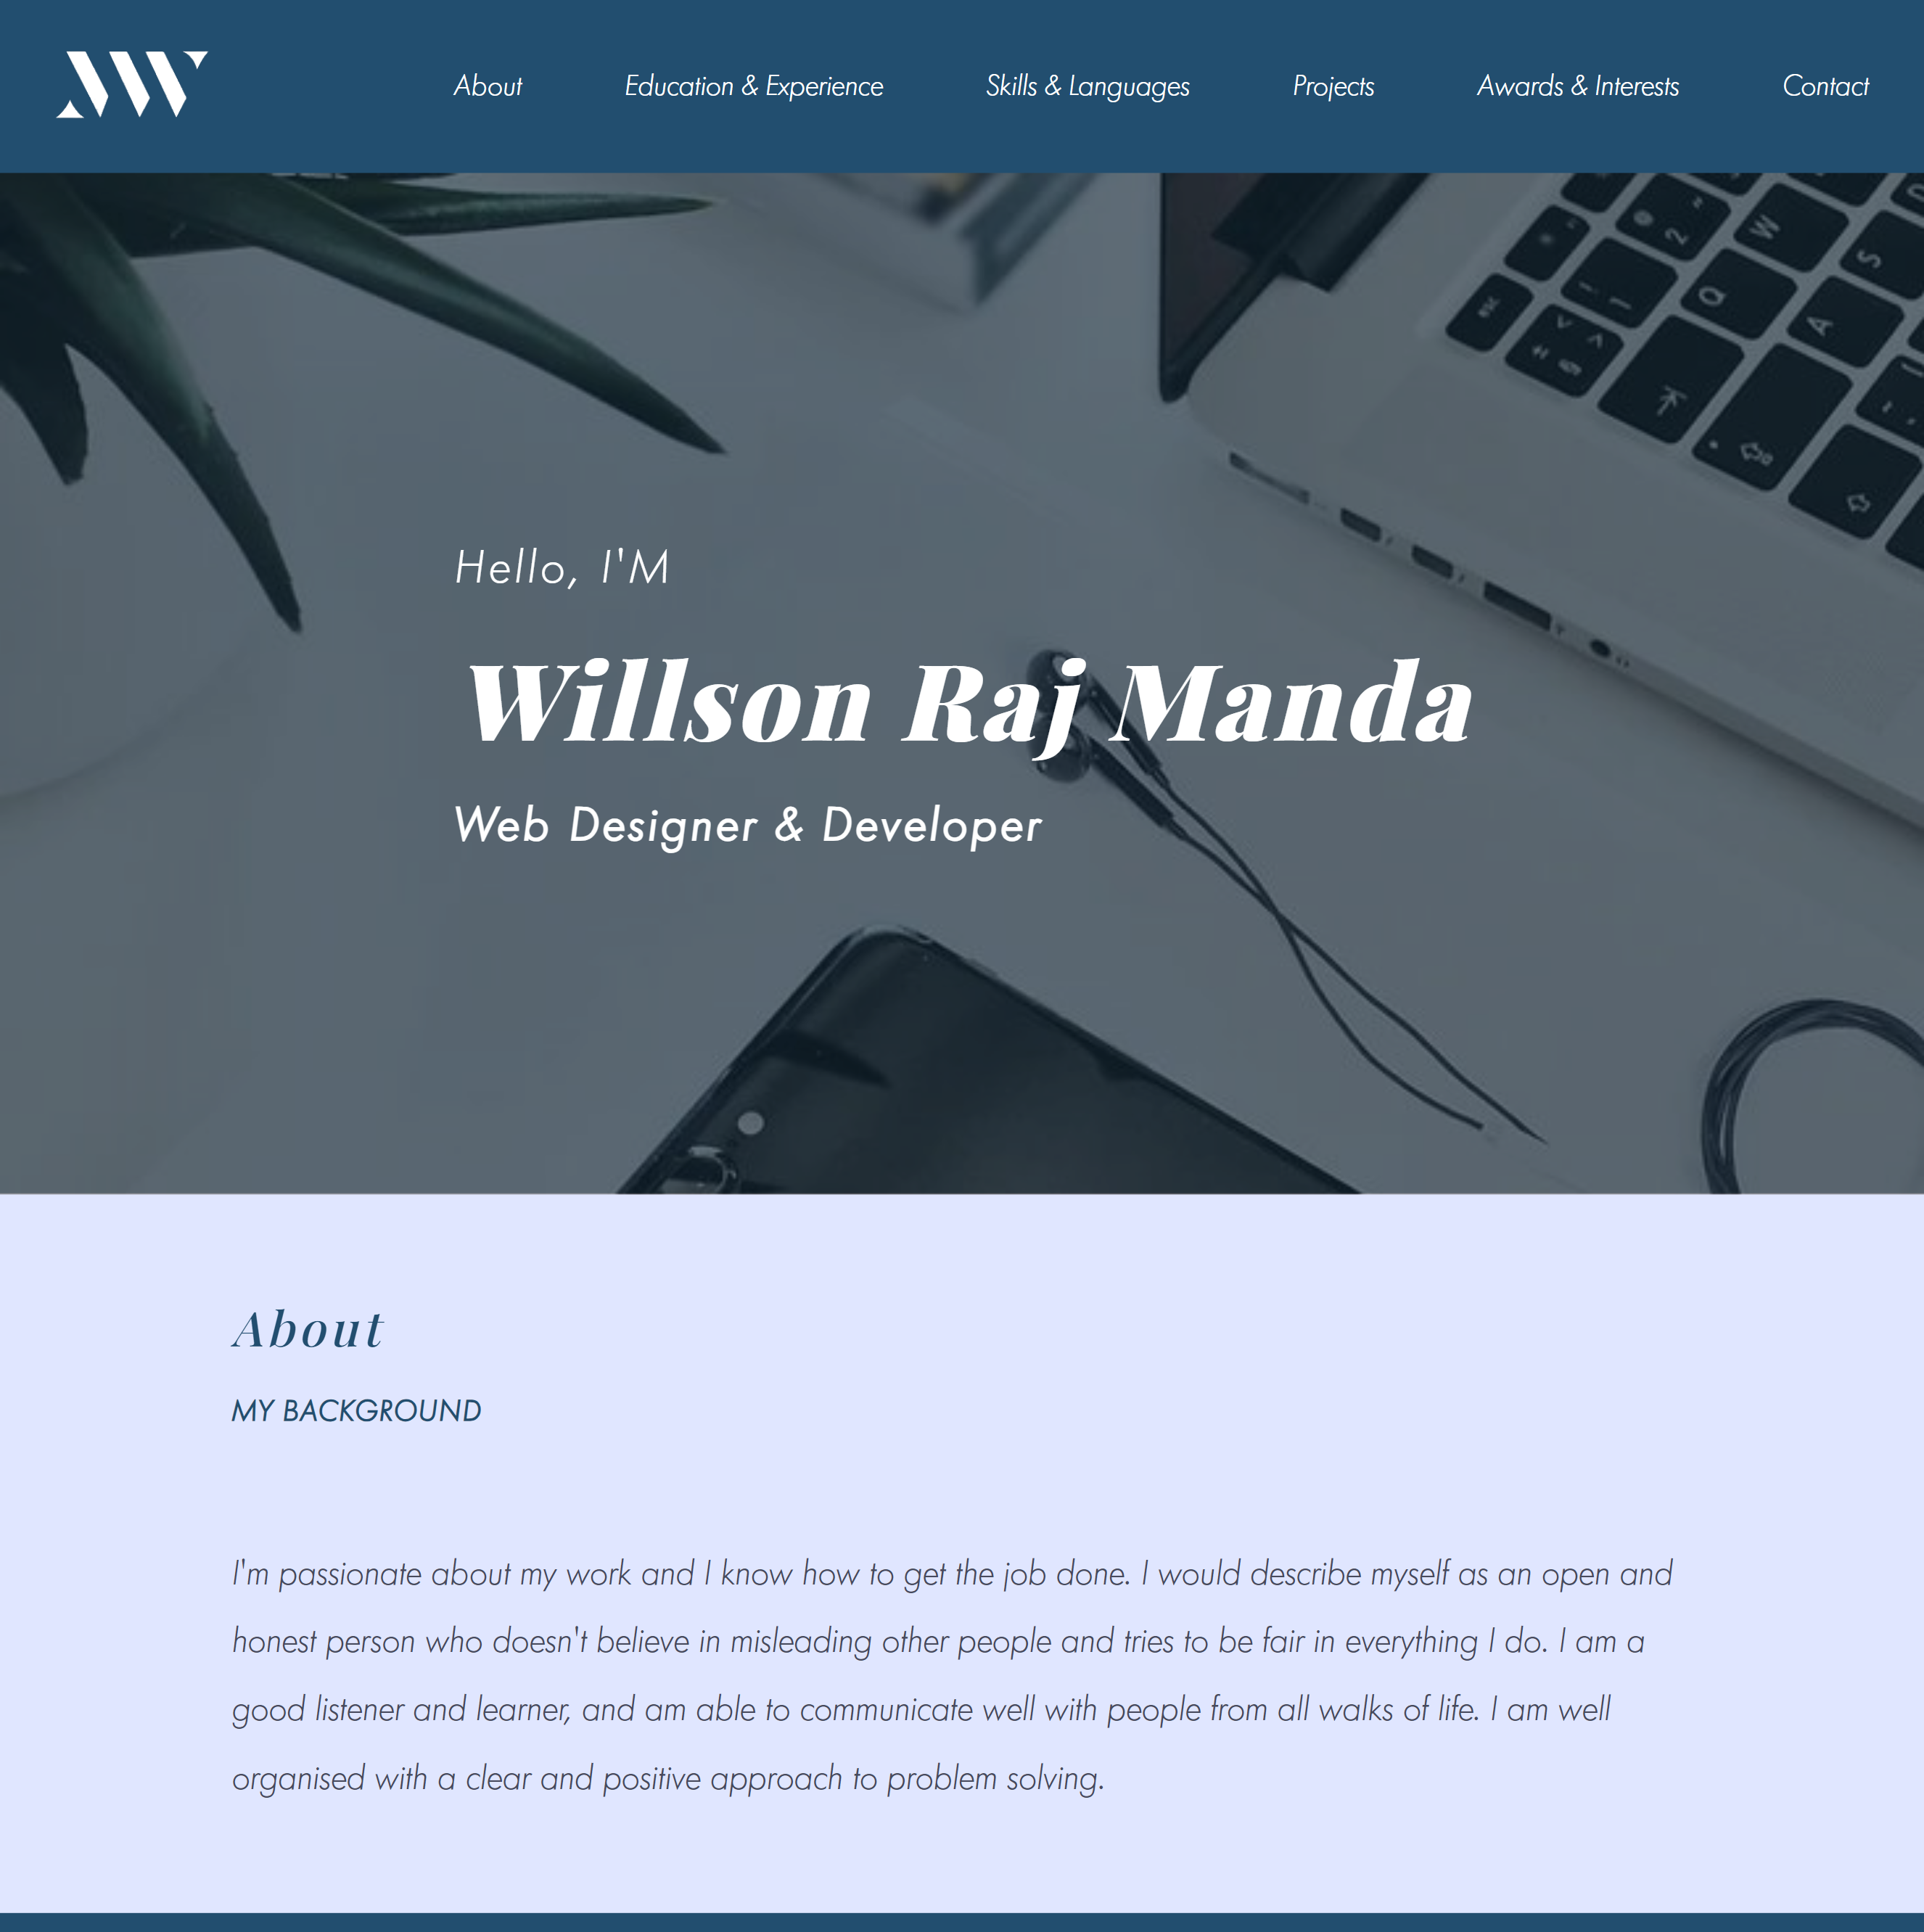 About Education & Experience Skills & Languages Projects Awards & Interests Contact
Hello, I'M
Willson Raj Manda
Web Designer & Developer
About
MY BACKGROUND
I'm passionate about my work and I know how to get the job done. I would describe myself as an open and
honest person who doesn't believe in misleading other people and tries to be fair in everything I do. I am a
good listener and learner, and am able to communicate well with people from all walks of life. I am well
organised with a clear and positive approach to problem solving.